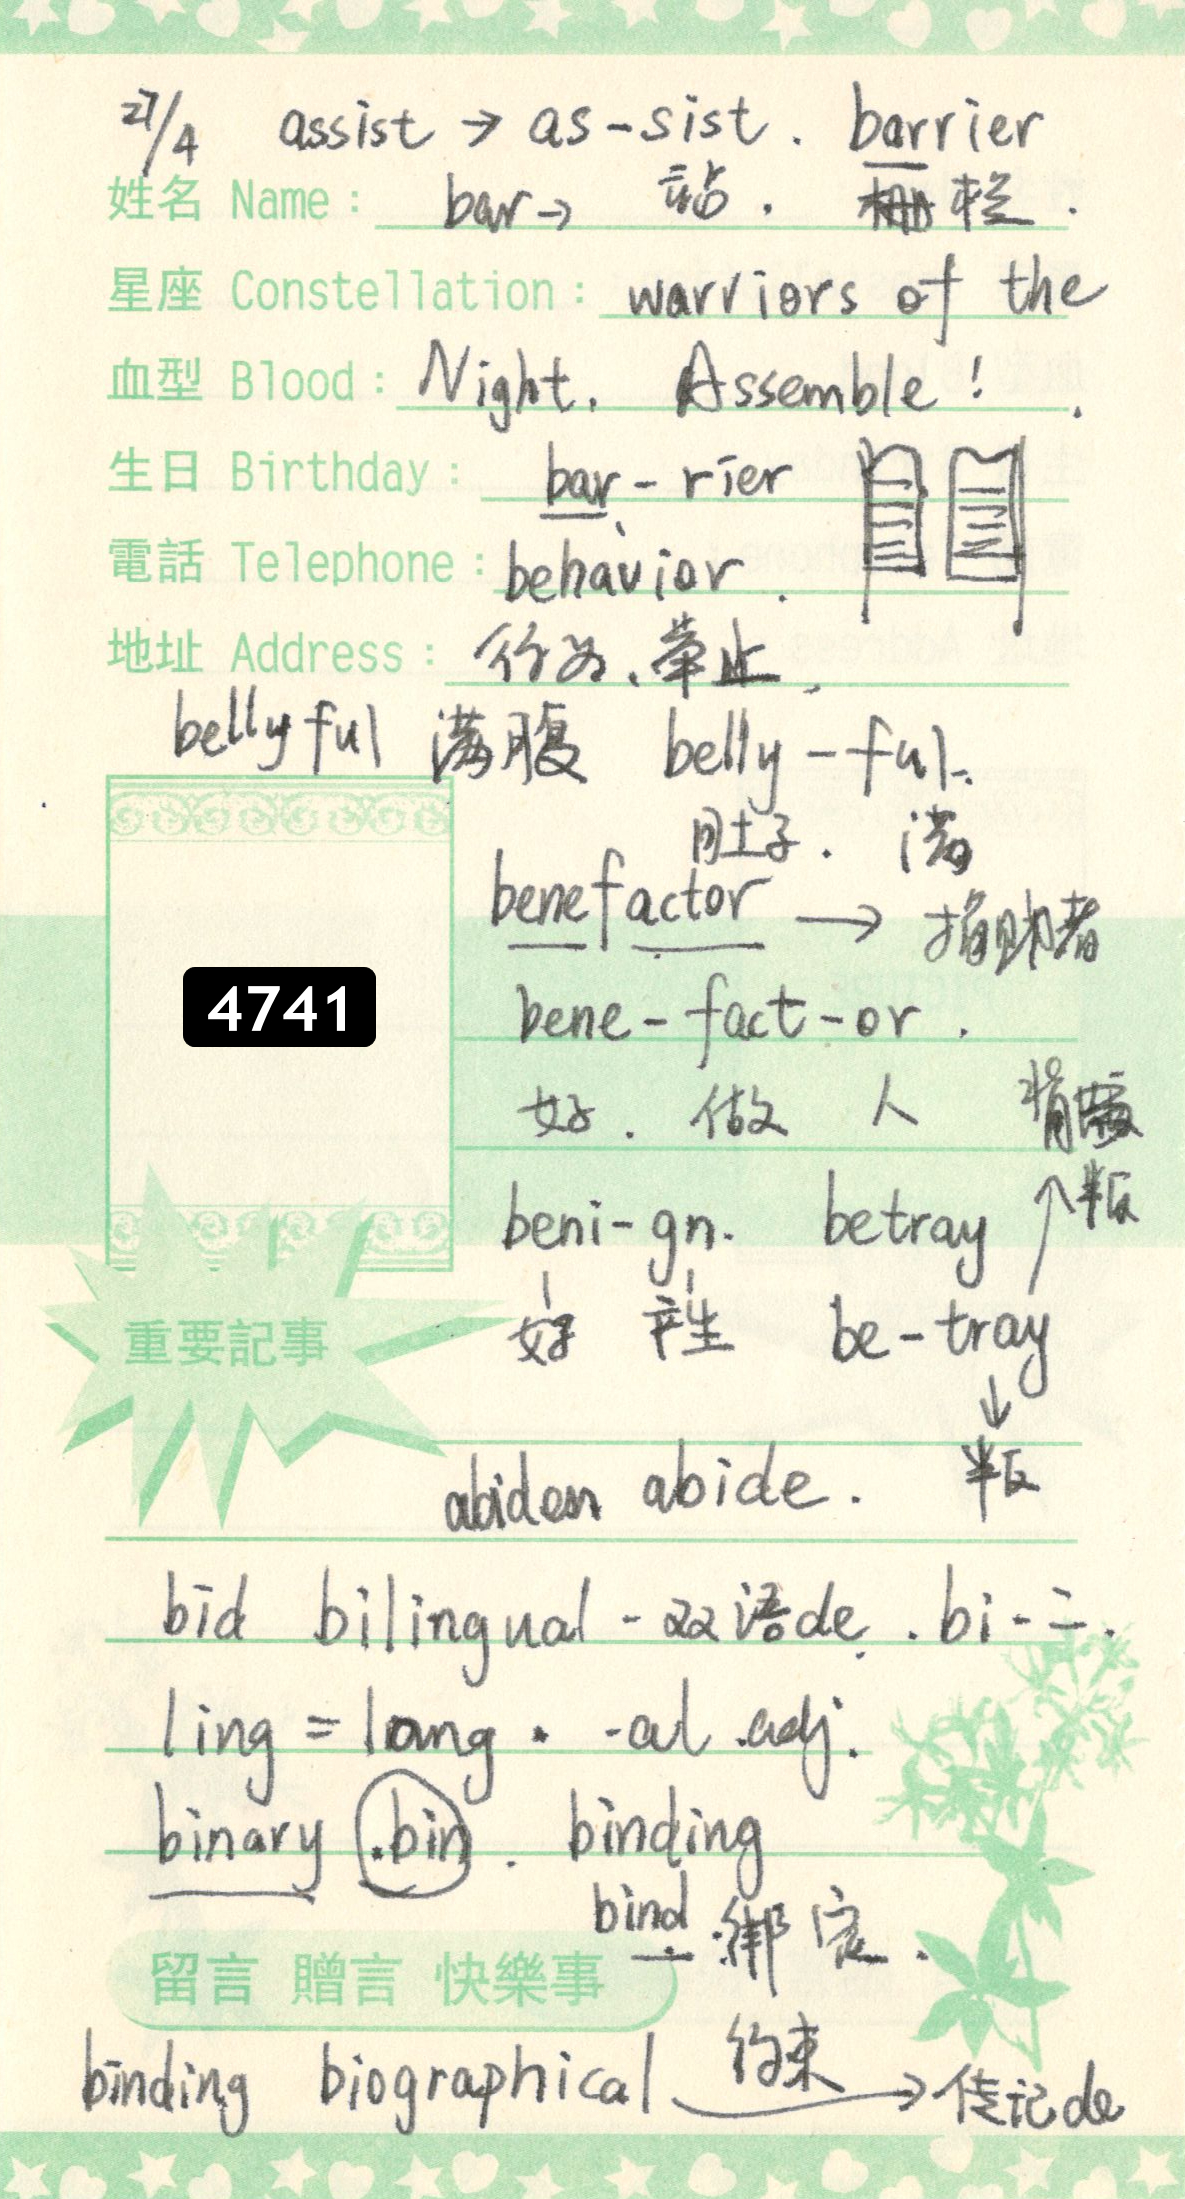 27/4 assist → as-sist. barrier
姓名 Name: bar→ 站. 栏.
星座 Constellation: warriors of the
血型 Blood: Night. Assemble!
生日 Birthday: bar-rier
電話 Telephone: behavior.
地址 Address: 行为、举止,
bellyful 满腹 belly-ful.
肚子. 满
benefactor → 捐助者
4741
bene-fact-or.
好. 做 人 背叛
beni-gn. betray
重要記事
好 产生 be-tray
↓
abide. 叛
bid bilingual - 双语de. bi-二.
ling = lang. -al .adj.
binary .bin. binding
bind 绑定.
留言 贈言 快樂事
约束
binding biographical → 传记de